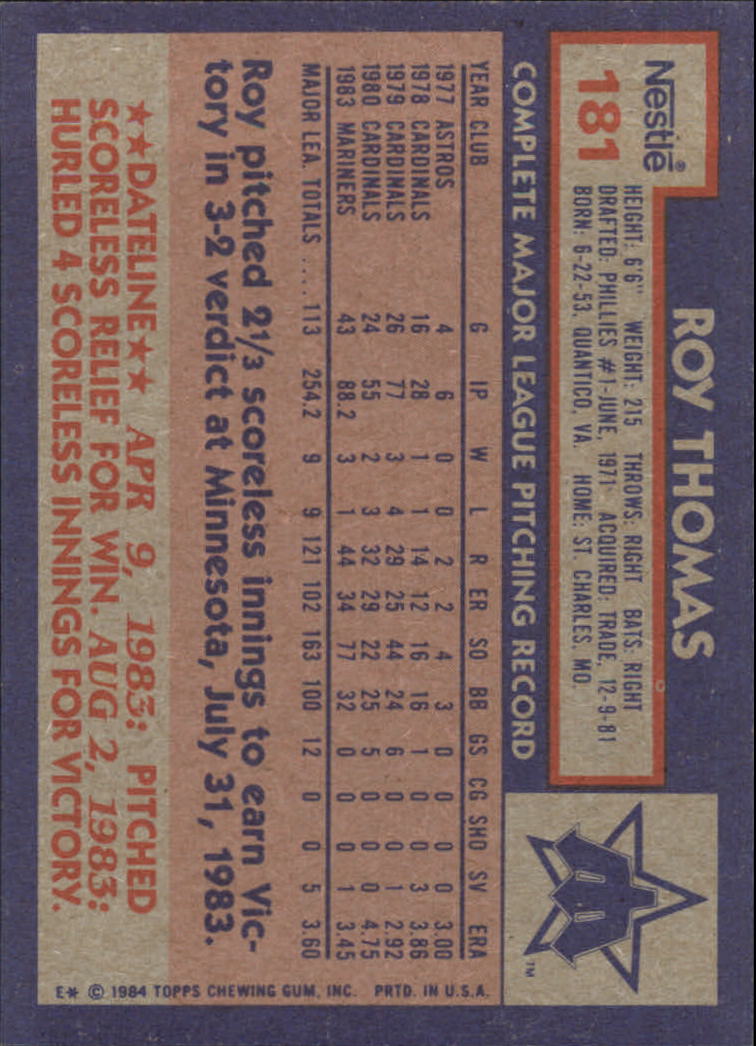 Nestlé®
181
ROY THOMAS
HEIGHT: 6'6" WEIGHT: 215 THROWS: RIGHT BATS: RIGHT
DRAFTED: PHILLIES #1-JUNE, 1971 ACQUIRED: TRADE, 12-9-81
BORN: 6-22-53, QUANTICO, VA. HOME: ST. CHARLES, MO.
COMPLETE MAJOR LEAGUE PITCHING RECORD
YEAR CLUB G IP W L R ER SO BB GS CG SHO SV ERA
1977 ASTROS 4 6 0 0 2 2 4 3 0 0 0 0 3.00
1978 CARDINALS 16 28 1 1 14 12 16 16 1 0 0 3 3.86
1979 CARDINALS 26 77 3 4 29 25 44 24 6 0 0 1 2.92
1980 CARDINALS 24 55 2 3 32 29 22 25 5 0 0 0 4.75
1983 MARINERS 43 88.2 3 1 44 34 77 32 0 0 0 1 3.45
MAJOR LEA. TOTALS .... 113 254.2 9 9 121 102 163 100 12 0 0 5 3.60
Roy pitched 2 1/3 scoreless innings to earn Vic-
tory in 3-2 verdict at Minnesota, July 31, 1983.
★★DATELINE★★ APR 9, 1983: PITCHED
SCORELESS RELIEF FOR WIN. AUG 2, 1983:
HURLED 4 SCORELESS INNINGS FOR VICTORY.
TM
E* © 1984 TOPPS CHEWING GUM, INC. PRTD. IN U.S.A.